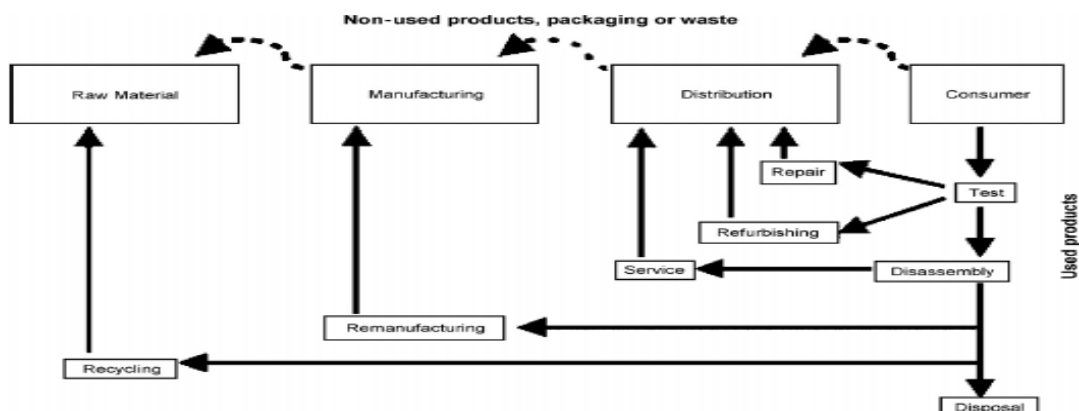 Non-used products, packaging or waste
Raw Material
Manufacturing
Distribution
Consumer
Repair
Test
Refurbishing
Used products
Service
Disassembly
Remanufacturing
Recycling
Disposal